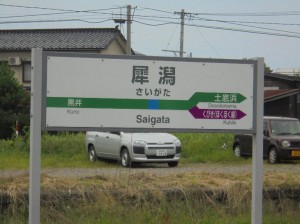 犀潟
さいがた
黒井
Kuroi
土底浜
Dosokohama
くびき(ほくほく線)
Kubiki
Saigata